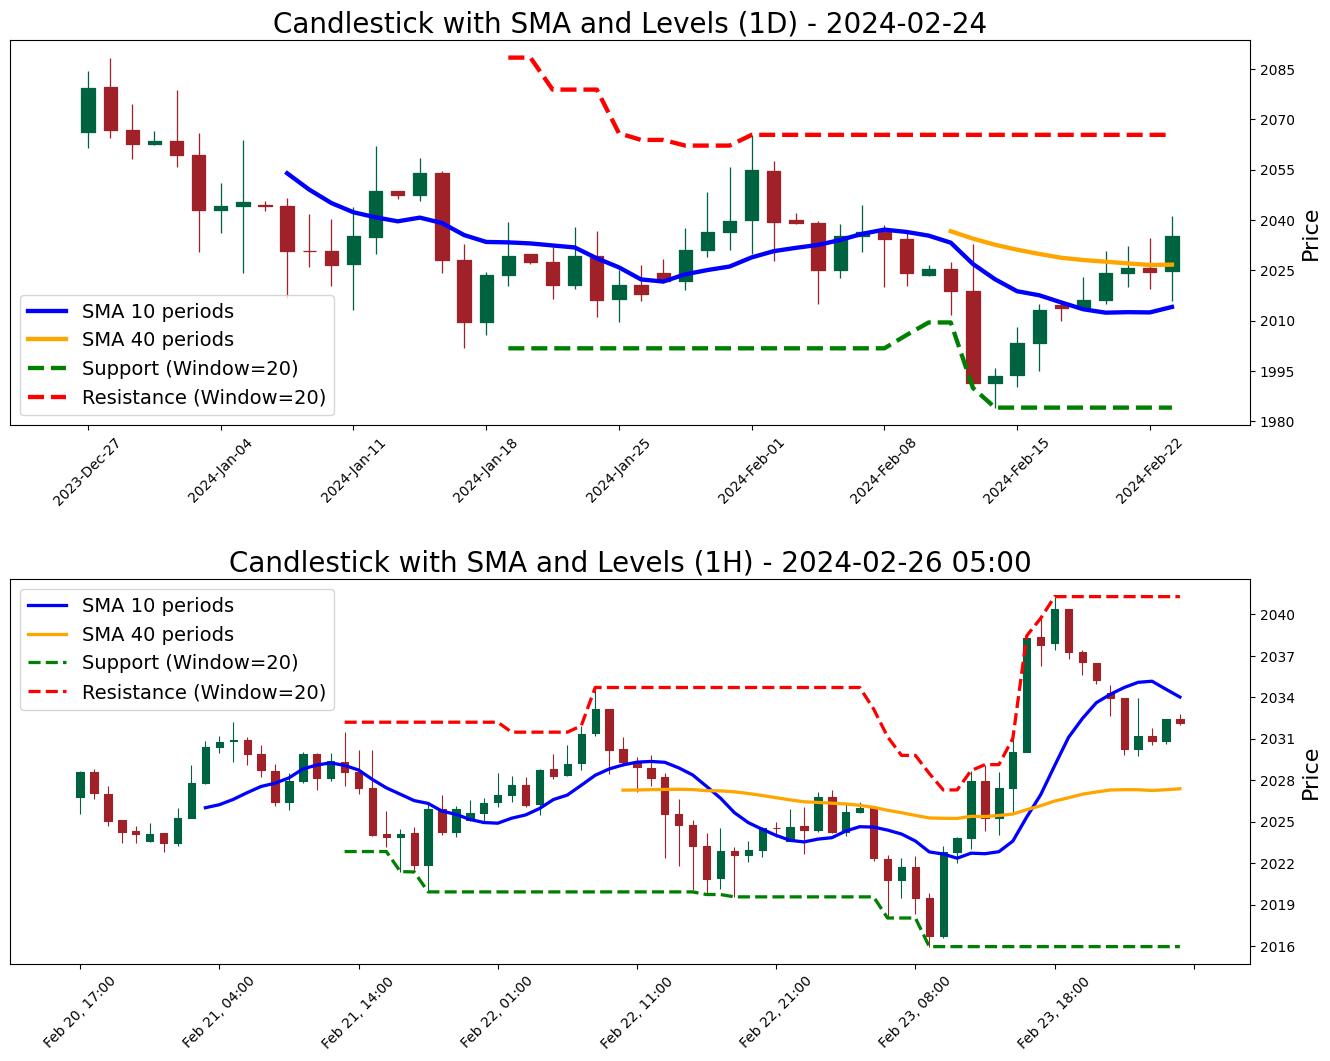 Candlestick with SMA and Levels (1D) - 2024-02-24
2085
2070
2055
2040
2025
2010
1995
1980
Price
SMA 10 periods
SMA 40 periods
Support (Window=20)
Resistance (Window=20)
2023-Dec-27
2024-Jan-04
2024-Jan-11
2024-Jan-18
2024-Jan-25
2024-Feb-01
2024-Feb-08
2024-Feb-15
2024-Feb-22
Candlestick with SMA and Levels (1H) - 2024-02-26 05:00
SMA 10 periods
SMA 40 periods
Support (Window=20)
Resistance (Window=20)
2040
2037
2034
2031
2028
2025
2022
2019
2016
Price
Feb 20, 17:00
Feb 21, 04:00
Feb 21, 14:00
Feb 22, 01:00
Feb 22, 11:00
Feb 22, 21:00
Feb 23, 08:00
Feb 23, 18:00